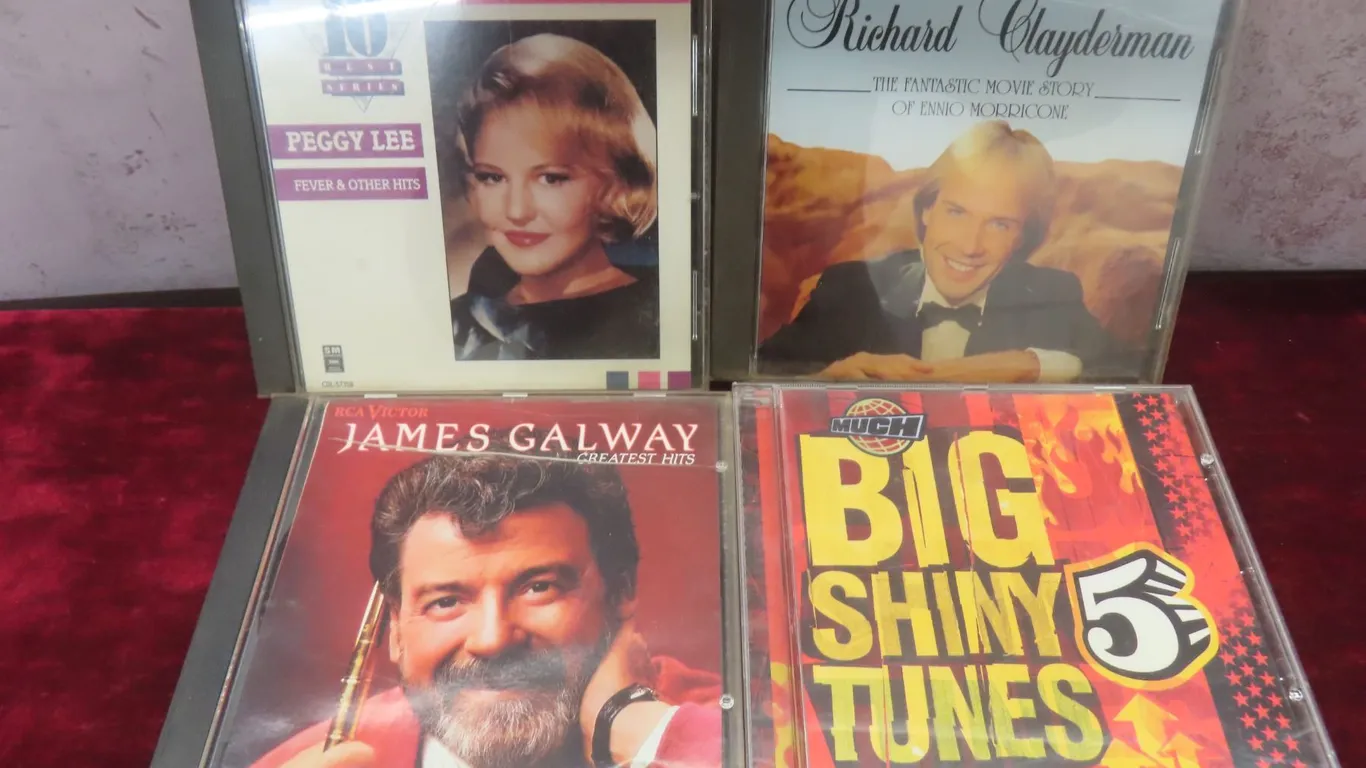 10
BEST
SERIES
PEGGY LEE
FEVER & OTHER HITS
Richard Clayderman
THE FANTASTIC MOVIE STORY
OF ENNIO MORRICONE
RCA VICTOR
JAMES GALWAY
GREATEST HITS
MUCH
BIG
SHINY
5
TUNES